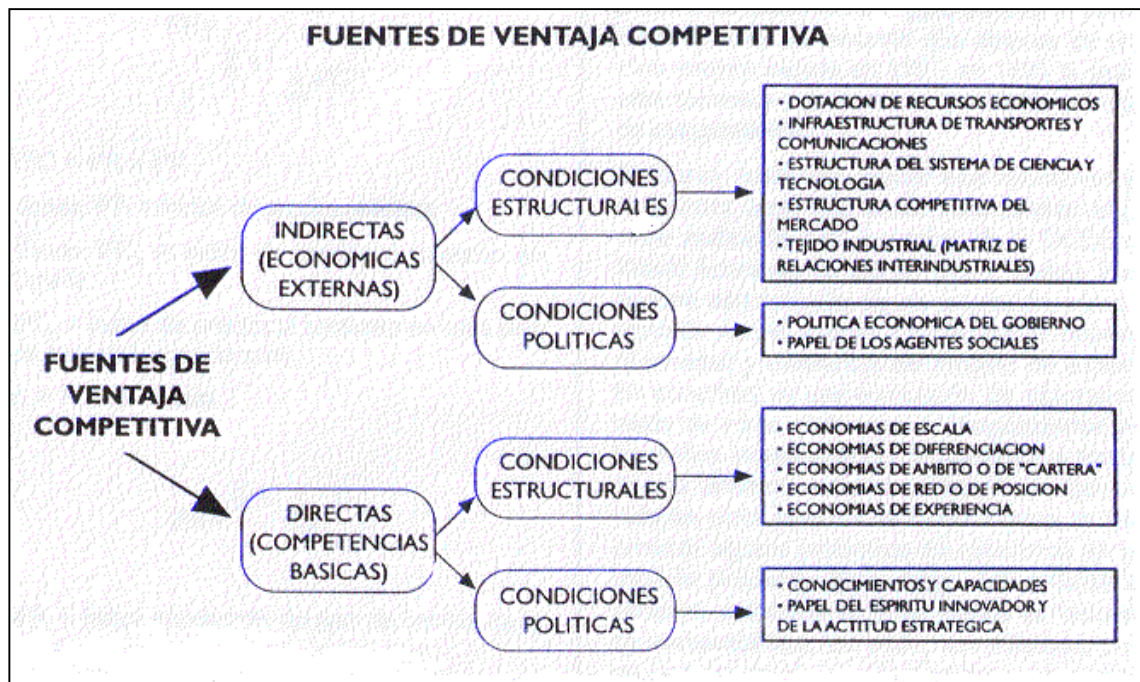 FUENTES DE VENTAJA COMPETITIVA
FUENTES DE
VENTAJA
COMPETITIVA
INDIRECTAS
(ECONOMICAS
EXTERNAS)
CONDICIONES
ESTRUCTURALES
• DOTACION DE RECURSOS ECONOMICOS
• INFRAESTRUCTURA DE TRANSPORTES Y
COMUNICACIONES
• ESTRUCTURA DEL SISTEMA DE CIENCIA Y
TECNOLOGIA
• ESTRUCTURA COMPETITIVA DEL
MERCADO
• TEJIDO INDUSTRIAL (MATRIZ DE
RELACIONES INTERINDUSTRIALES)
CONDICIONES
POLITICAS
• POLITICA ECONOMICA DEL GOBIERNO
• PAPEL DE LOS AGENTES SOCIALES
DIRECTAS
(COMPETENCIAS
BASICAS)
CONDICIONES
ESTRUCTURALES
• ECONOMIAS DE ESCALA
• ECONOMIAS DE DIFERENCIACION
• ECONOMIAS DE AMBITO O DE "CARTERA"
• ECONOMIAS DE RED O DE POSICION
• ECONOMIAS DE EXPERIENCIA
CONDICIONES
POLITICAS
• CONOCIMIENTOS Y CAPACIDADES
• PAPEL DEL ESPIRITU INNOVADOR Y
DE LA ACTITUD ESTRATEGICA